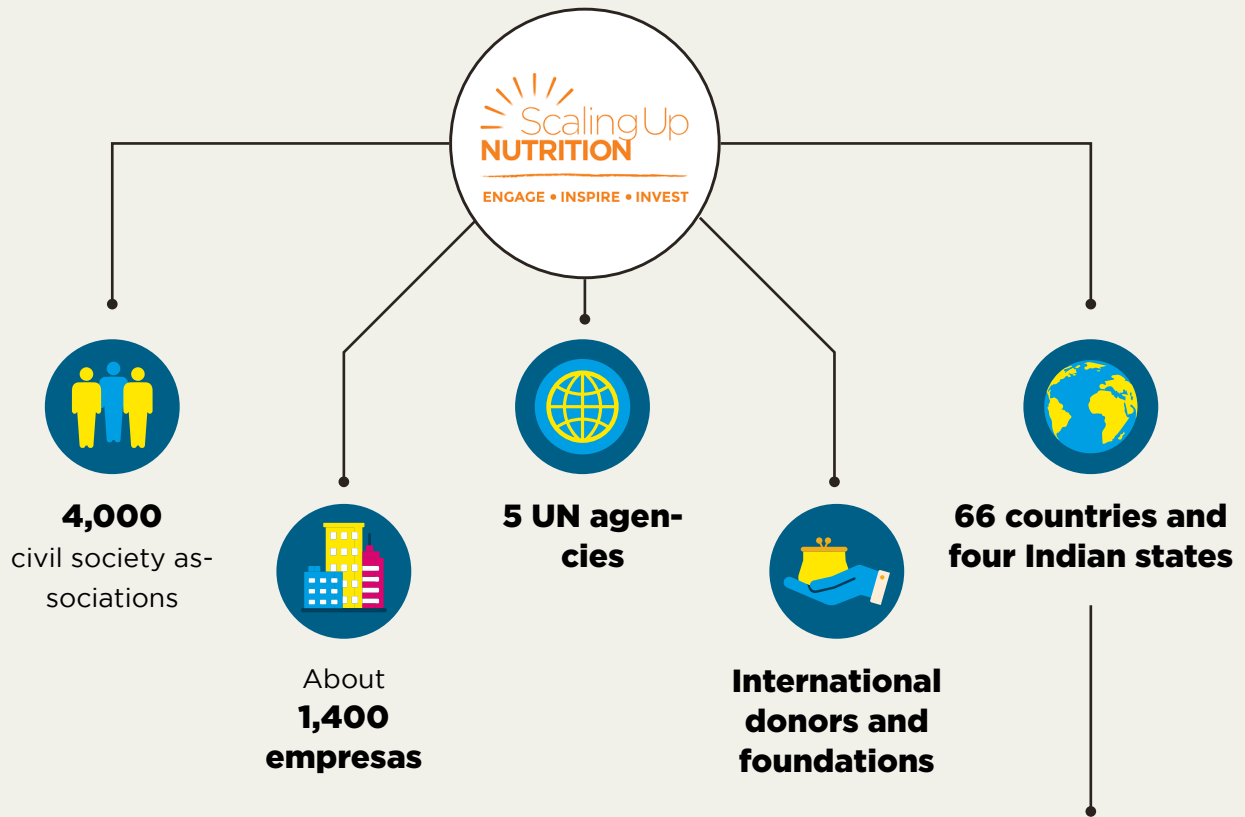 Scaling Up
NUTRITION
ENGAGE • INSPIRE • INVEST
4,000
civil society as-
sociations
About
1,400
empresas
5 UN agen-
cies
International
donors and
foundations
66 countries and
four Indian states